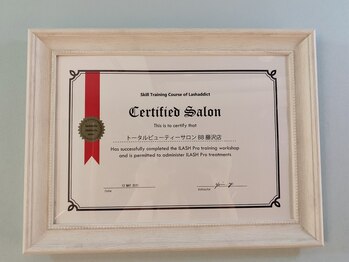 Skill Training Course of Lashaddict
Certified Salon
This is to certify that
トータルビューティーサロン BB 藤沢店
Has successfully completed the ILASH Pro training workshop
and is permitted to administer ILASH Pro treatments
Date